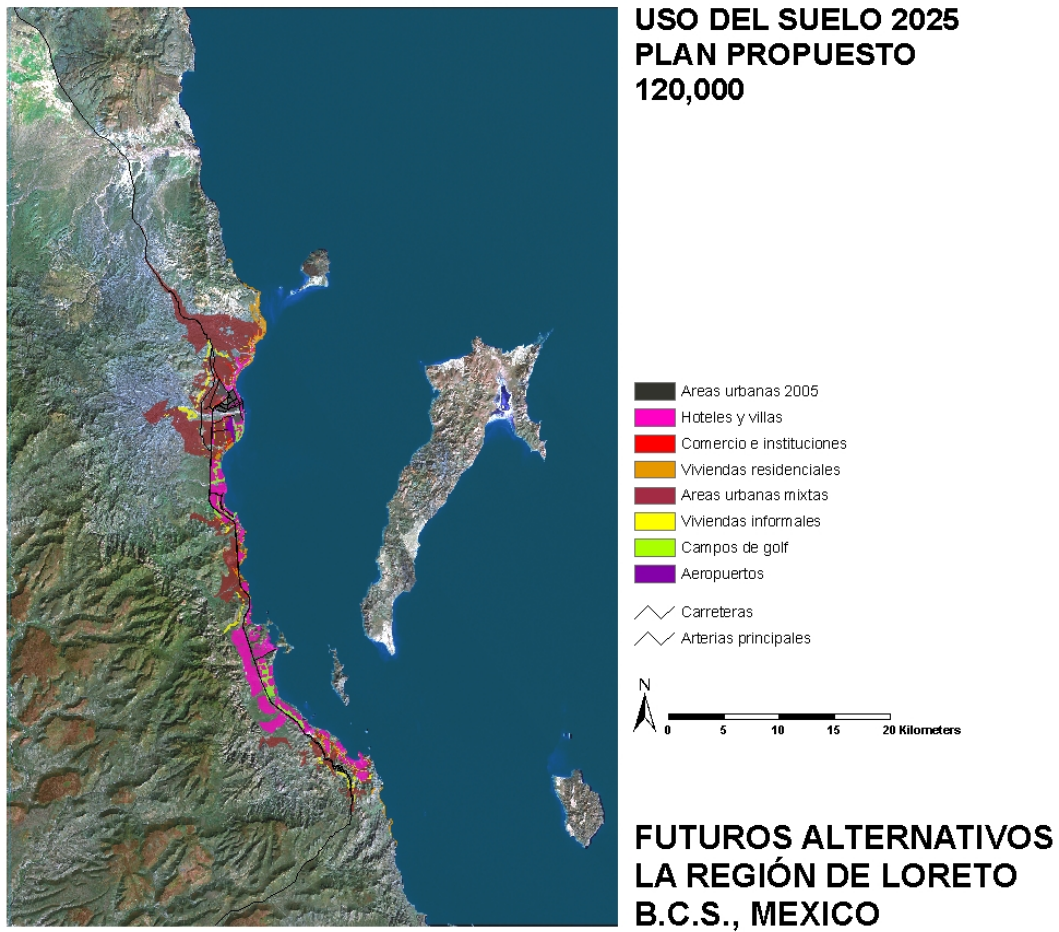 USO DEL SUELO 2025
PLAN PROPUESTO
120,000
Areas urbanas 2005
Hoteles y villas
Comercio e instituciones
Viviendas residenciales
Areas urbanas mixtas
Viviendas informales
Campos de golf
Aeropuertos
Carreteras
Arterias principales
N
0 5 10 15 20 Kilometers
FUTUROS ALTERNATIVOS
LA REGIÓN DE LORETO
B.C.S., MEXICO